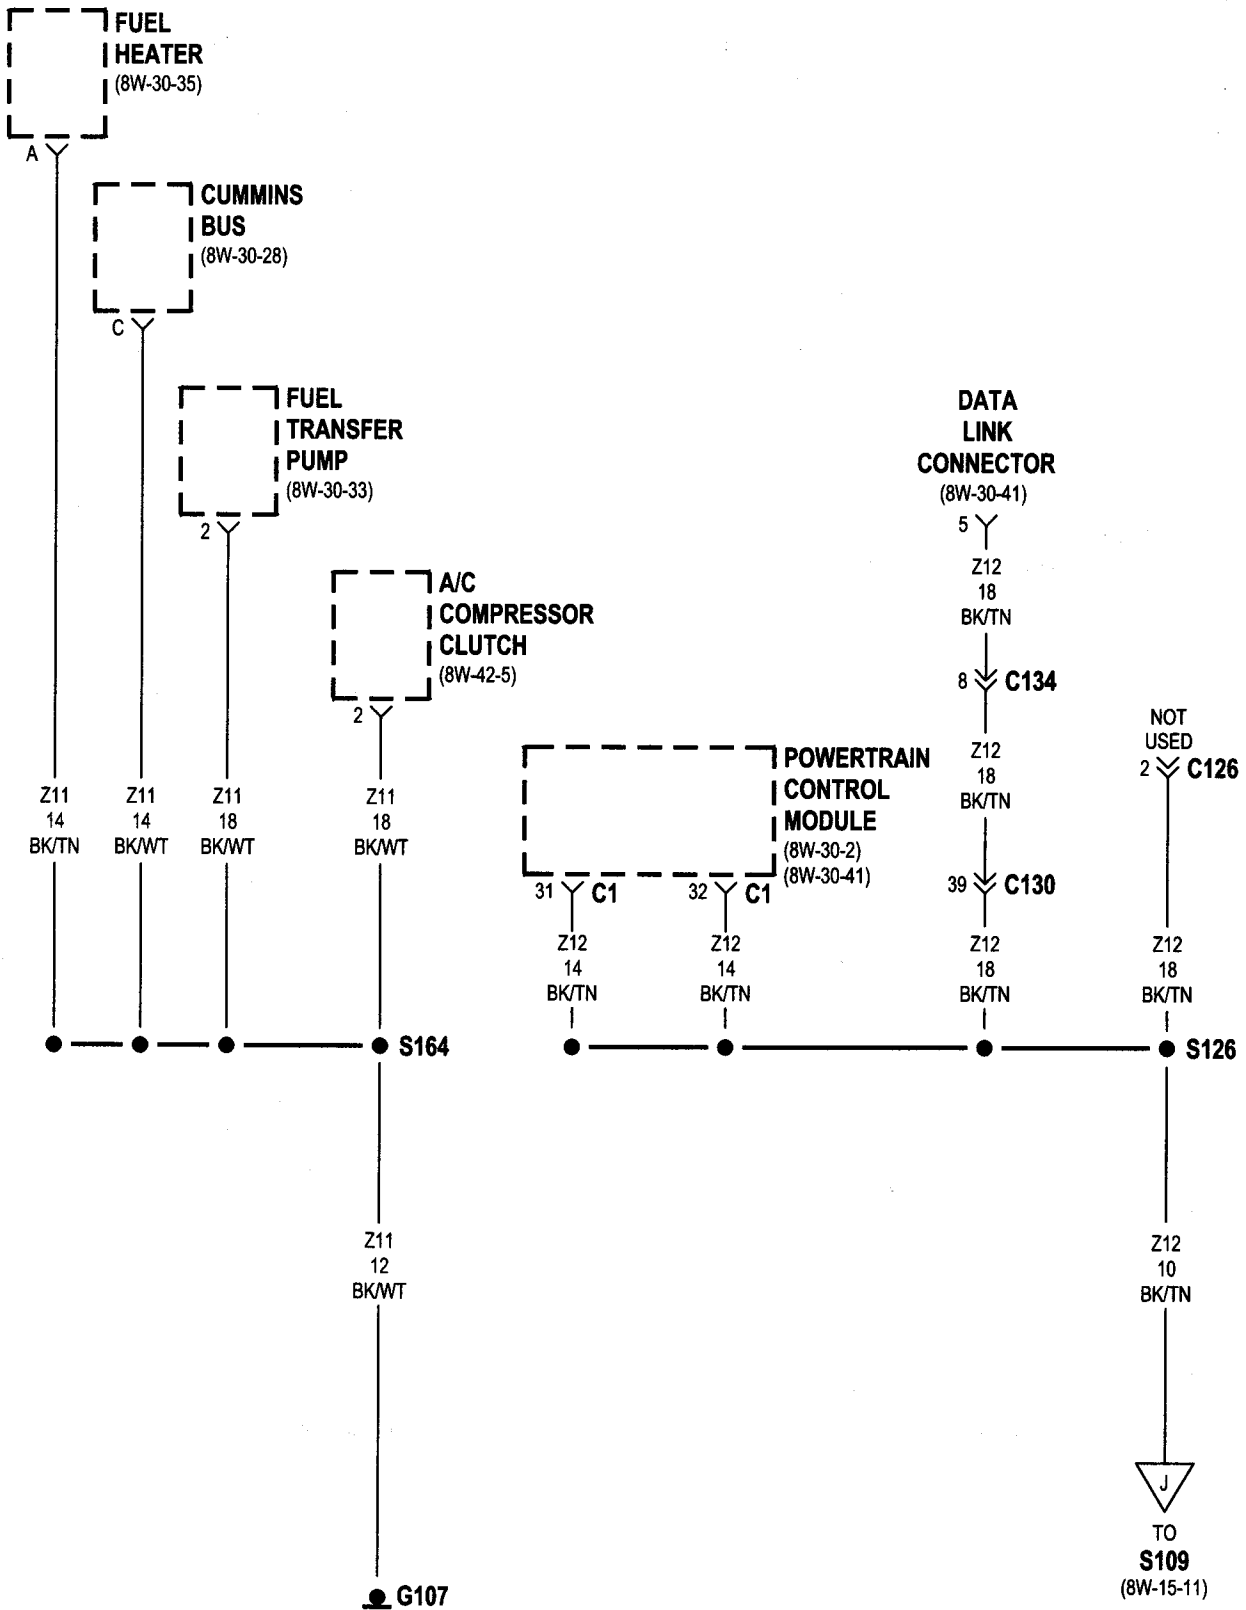 FUEL
HEATER
(8W-30-35)
A
CUMMINS
BUS
(8W-30-28)
C
FUEL
TRANSFER
PUMP
(8W-30-33)
2
A/C
COMPRESSOR
CLUTCH
(8W-42-5)
2
DATA
LINK
CONNECTOR
(8W-30-41)
5
Z12
18
BK/TN
8 C134
Z12
18
BK/TN
39 C130
NOT
USED
2 C126
POWERTRAIN
CONTROL
MODULE
(8W-30-2)
(8W-30-41)
31 C1
32 C1
Z11
14
BK/TN
Z11
14
BK/WT
Z11
18
BK/WT
Z11
18
BK/WT
Z12
14
BK/TN
Z12
14
BK/TN
Z12
18
BK/TN
Z12
18
BK/TN
S164
S126
Z11
12
BK/WT
Z12
10
BK/TN
J
TO
S109
(8W-15-11)
G107